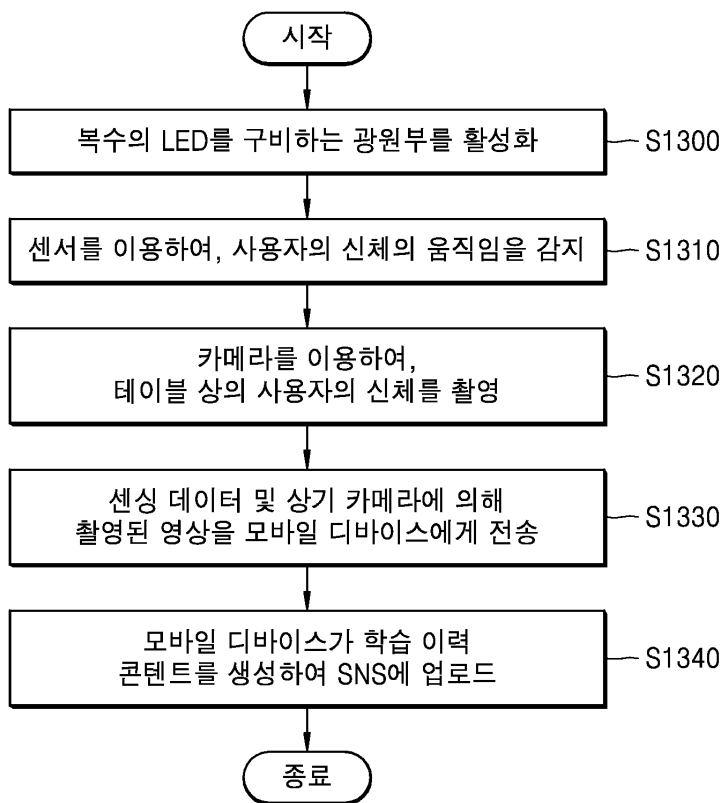 시작
복수의 LED를 구비하는 광원부를 활성화
S1300
센서를 이용하여, 사용자의 신체의 움직임을 감지
S1310
카메라를 이용하여,
테이블 상의 사용자의 신체를 촬영
S1320
센싱 데이터 및 상기 카메라에 의해
촬영된 영상을 모바일 디바이스에게 전송
S1330
모바일 디바이스가 학습 이력
콘텐트를 생성하여 SNS에 업로드
S1340
종료